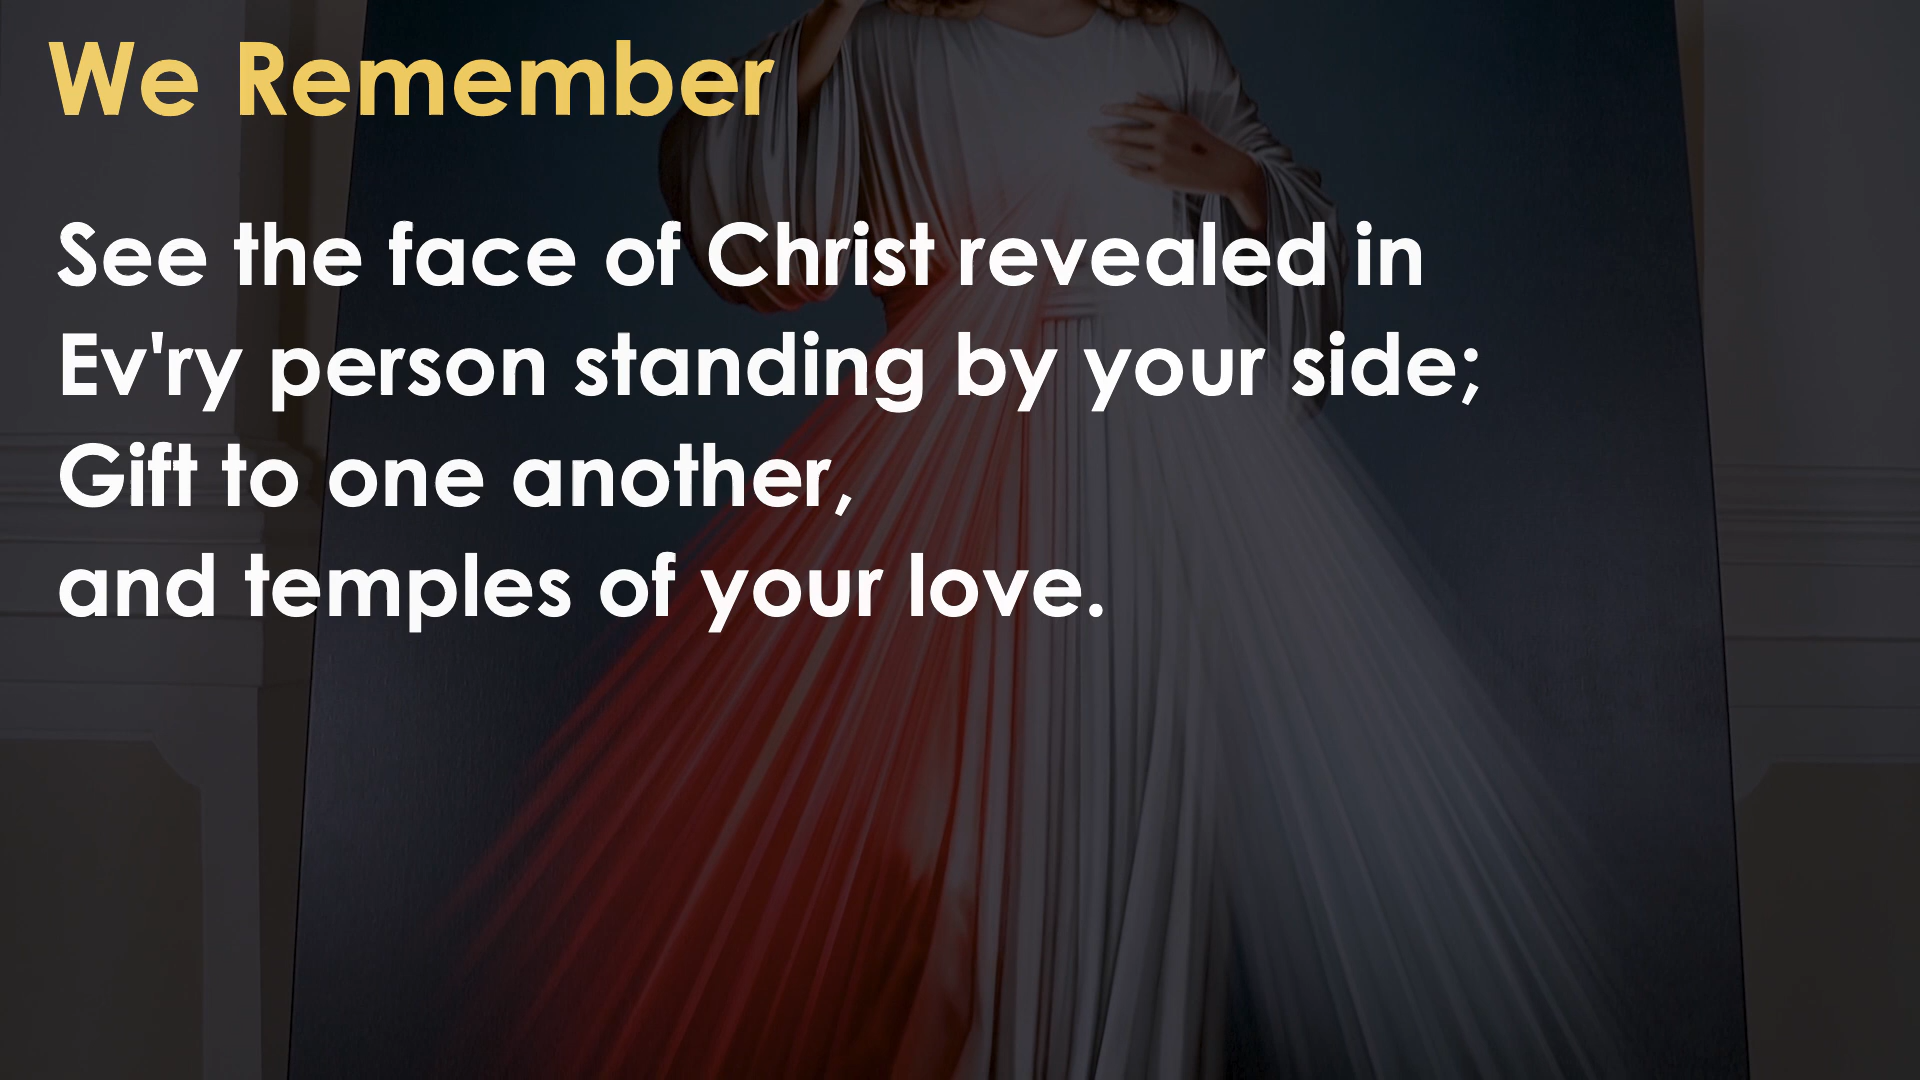 We Remember
See the face of Christ revealed in
Ev'ry person standing by your side;
Gift to one another,
and temples of your love.